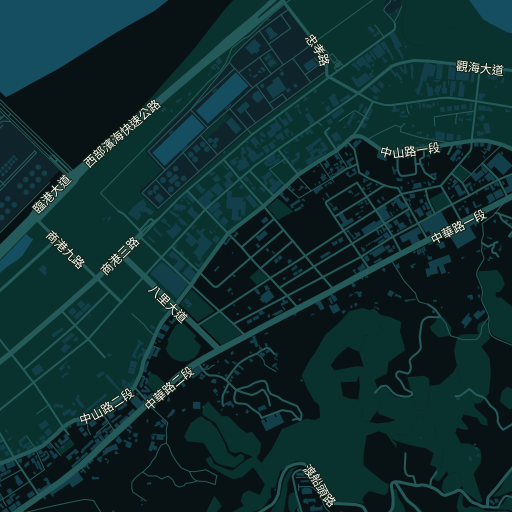 忠孝路
觀海大道
西部濱海快速公路
中山路一段
臨港大道
中華路一段
商港九路
商港三路
八里大道
中華路二段
中山路二段
渡船頭路